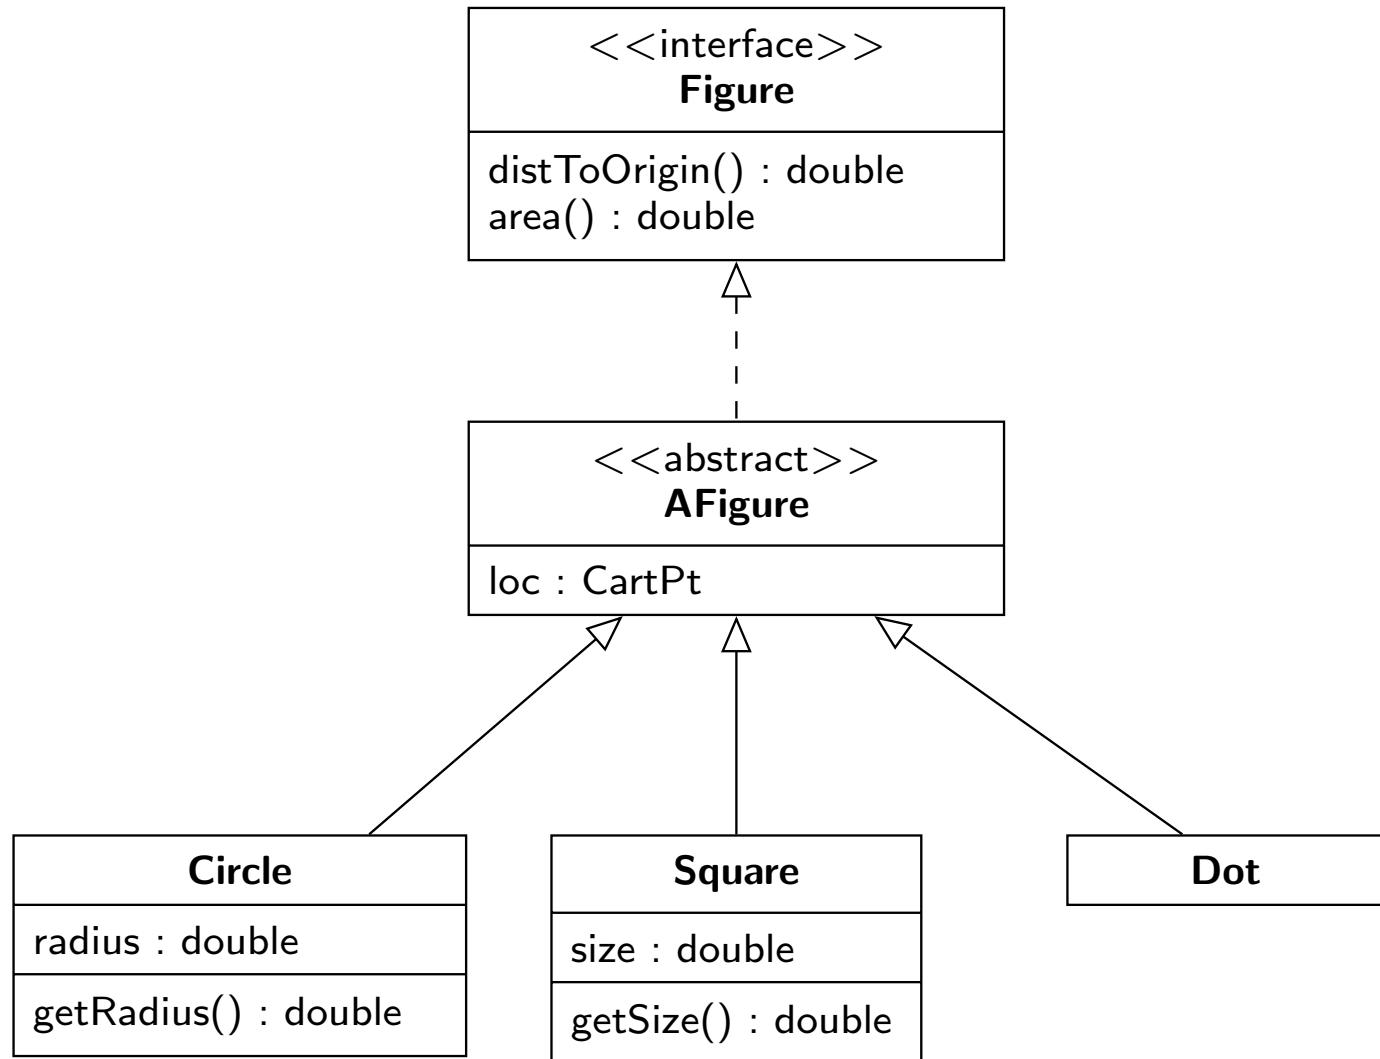 <<interface>>
Figure
distToOrigin() : double
area() : double
<<abstract>>
AFigure
loc : CartPt
Circle
radius : double
getRadius() : double
Square
size : double
getSize() : double
Dot